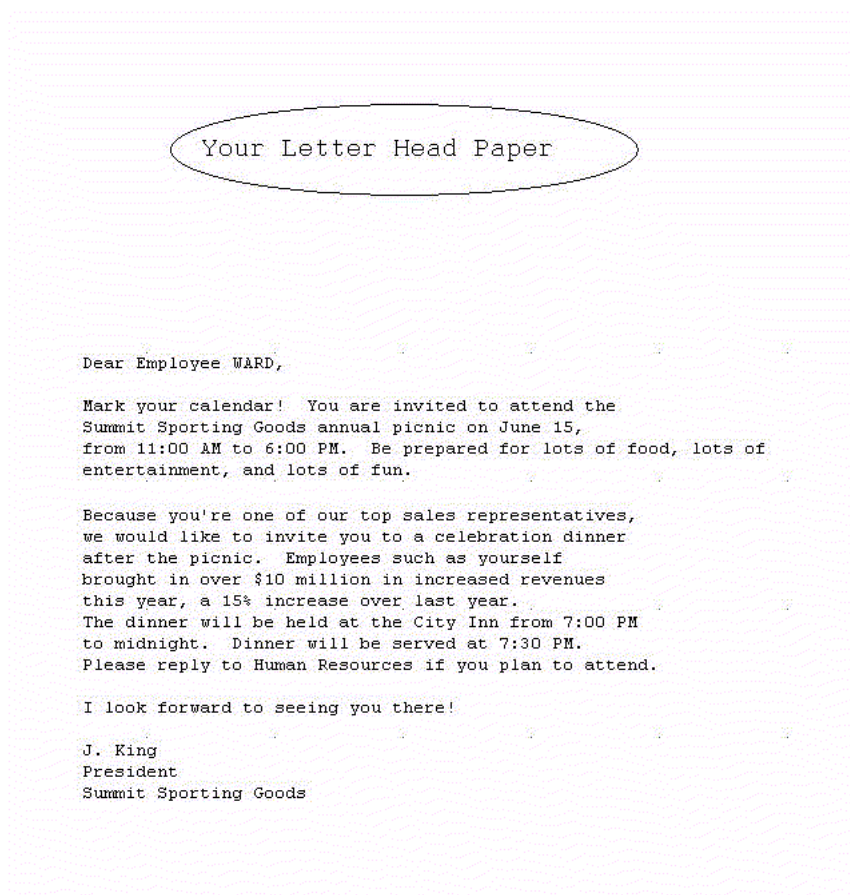 Your Letter Head Paper
Dear Employee WARD,
Mark your calendar!  You are invited to attend the
Summit Sporting Goods annual picnic on June 15,
from 11:00 AM to 6:00 PM.  Be prepared for lots of food, lots of
entertainment, and lots of fun.
Because you're one of our top sales representatives,
we would like to invite you to a celebration dinner
after the picnic.  Employees such as yourself
brought in over $10 million in increased revenues
this year, a 15% increase over last year.
The dinner will be held at the City Inn from 7:00 PM
to midnight.  Dinner will be served at 7:30 PM.
Please reply to Human Resources if you plan to attend.
I look forward to seeing you there!
J. King
President
Summit Sporting Goods